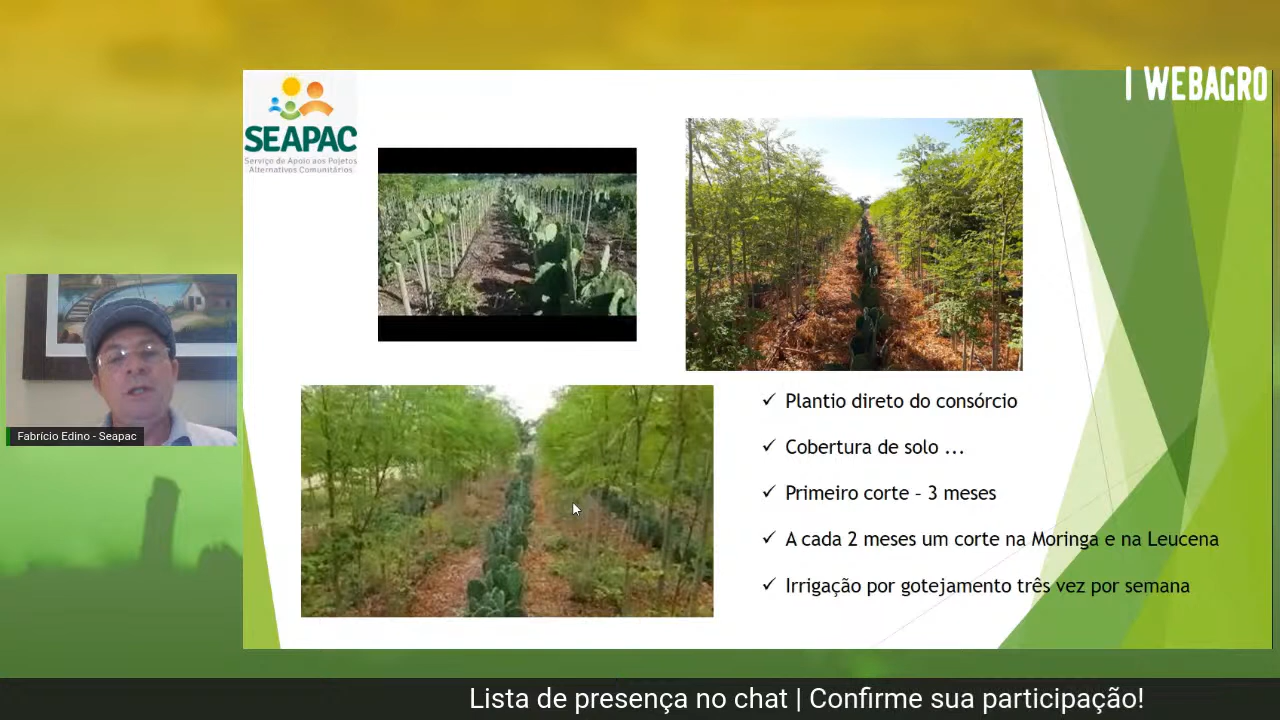 I WEBAGRO
SEAPAC
Serviço de Apoio aos Pojetos
Alternativos Comunitários
Fabrício Edino - Seapac
✓ Plantio direto do consórcio
✓ Cobertura de solo ...
✓ Primeiro corte – 3 meses
✓ A cada 2 meses um corte na Moringa e na Leucena
✓ Irrigação por gotejamento três vez por semana
Lista de presença no chat | Confirme sua participação!